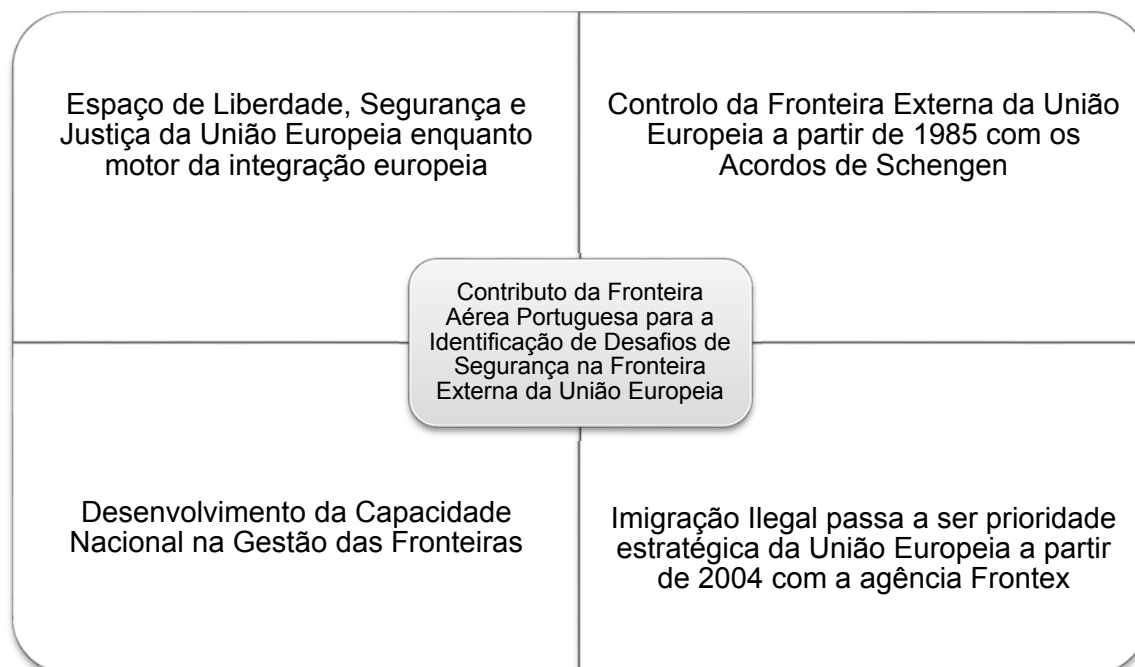 Espaço de Liberdade, Segurança e
Justiça da União Europeia enquanto
motor da integração europeia
Controlo da Fronteira Externa da União
Europeia a partir de 1985 com os
Acordos de Schengen
Contributo da Fronteira
Aérea Portuguesa para a
Identificação de Desafios de
Segurança na Fronteira
Externa da União Europeia
Desenvolvimento da Capacidade
Nacional na Gestão das Fronteiras
Imigração Ilegal passa a ser prioridade
estratégica da União Europeia a partir
de 2004 com a agência Frontex